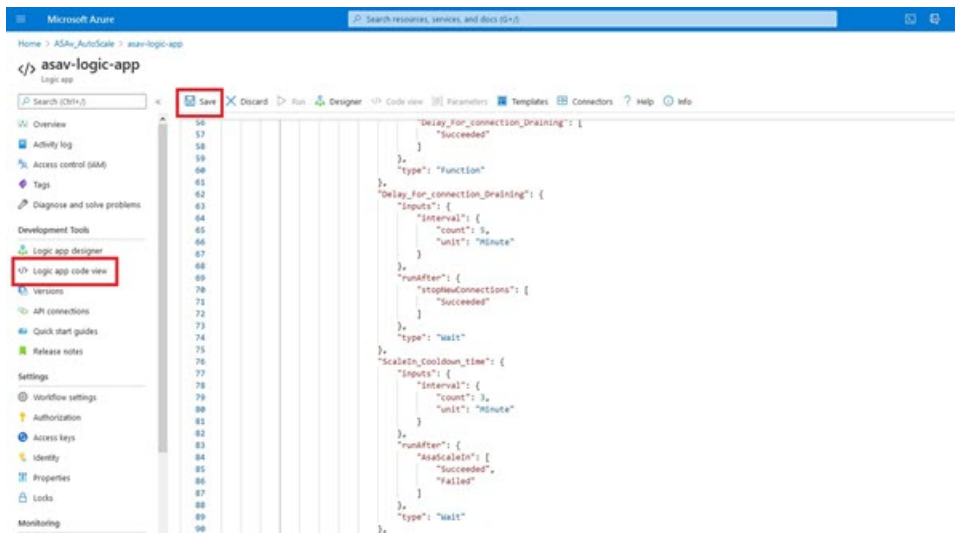 Microsoft Azure
Search resources, services, and docs (G+/)
Home > ASAv_AutoScale > asav-logic-app
</> asav-logic-app
Logic app
Search (Ctrl+/)
«
Save Discard Run Designer Code view Parameters Templates Connectors ? Help Info
Overview
Activity log
Access control (IAM)
Tags
Diagnose and solve problems
Development Tools
Logic app designer
</> Logic app code view
Versions
API connections
Quick start guides
Release notes
Settings
Workflow settings
Authorization
Access keys
Identity
Properties
Locks
Monitoring
56 "Delay_For_connection_Draining": [
57 "Succeeded"
58 ]
59 },
60 "type": "Function"
61 },
62 "Delay_For_connection_Draining": {
63 "inputs": {
64 "interval": {
65 "count": 5,
66 "unit": "Minute"
67 }
68 },
69 "runAfter": {
70 "stopNewConnections": [
71 "Succeeded"
72 ]
73 },
74 "type": "Wait"
75 },
76 "ScaleIn_Cooldown_time": {
77 "inputs": {
78 "interval": {
79 "count": 3,
80 "unit": "Minute"
81 }
82 },
83 "runAfter": {
84 "AsaScaleIn": [
85 "Succeeded",
86 "Failed"
87 ]
88 },
89 "type": "Wait"
90 },